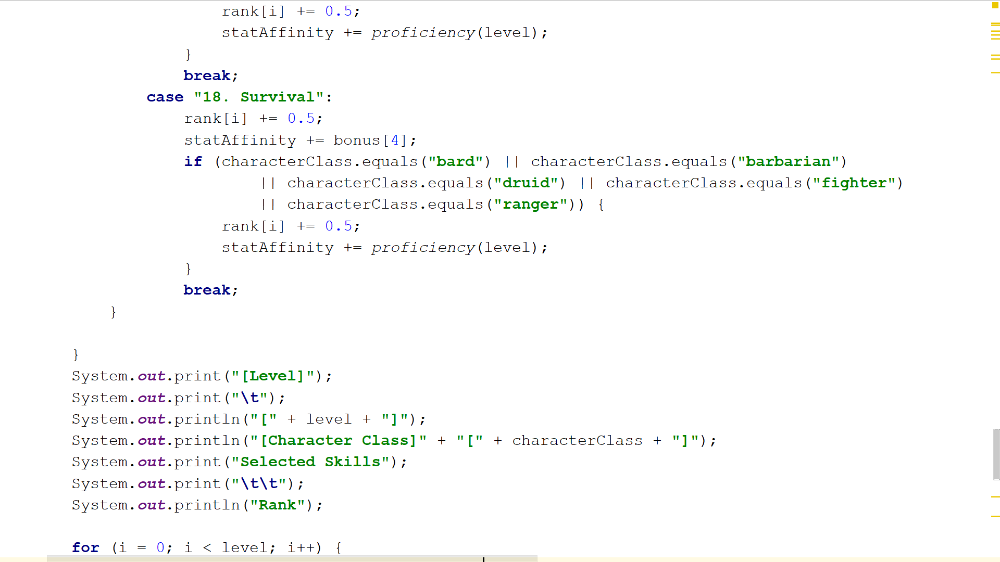 rank[i] += 0.5;
statAffinity += proficiency(level);
}
break;
case "18. Survival":
rank[i] += 0.5;
statAffinity += bonus[4];
if (characterClass.equals("bard") || characterClass.equals("barbarian")
|| characterClass.equals("druid") || characterClass.equals("fighter")
|| characterClass.equals("ranger")) {
rank[i] += 0.5;
statAffinity += proficiency(level);
}
break;
}
}
System.out.print("[Level]");
System.out.print("\t");
System.out.println("[" + level + "]");
System.out.println("[Character Class]" + "[" + characterClass + "]");
System.out.print("Selected Skills");
System.out.print("\t\t");
System.out.println("Rank");
for (i = 0; i < level; i++) {